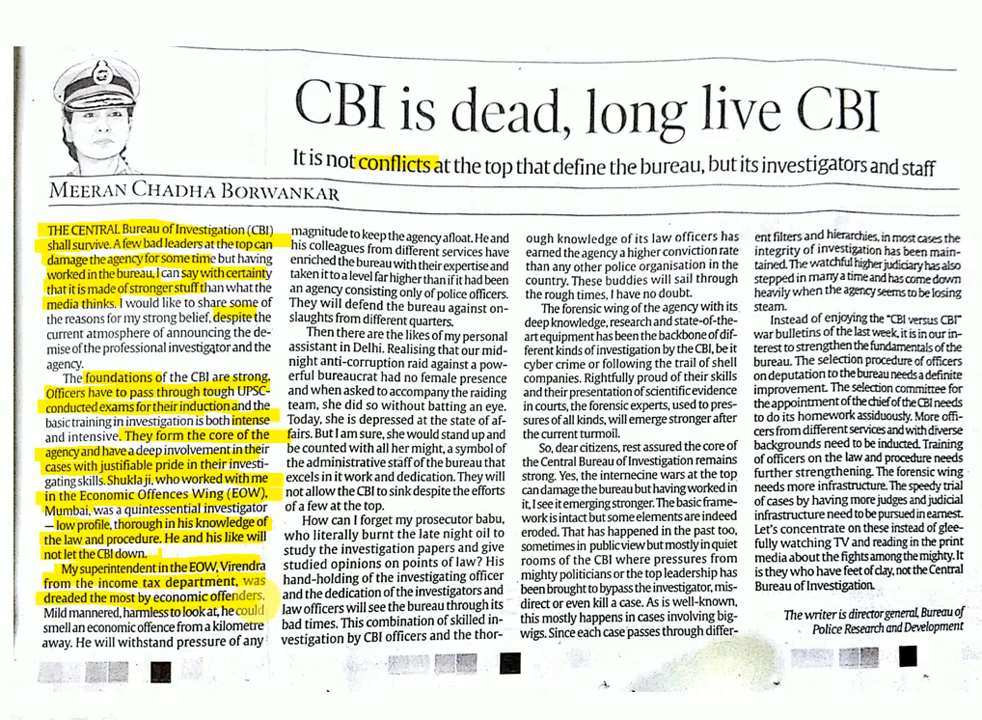 CBI is dead, long live CBI
It is not conflicts at the top that define the bureau, but its investigators and staff
MEERAN CHADHA BORWANKAR
THE CENTRAL Bureau of Investigation (CBI)
shall survive. A few bad leaders at the top can
damage the agency for some time but having
worked in the bureau, I can say with certainty
that it is made of stronger stuff than what the
media thinks. I would like to share some of
the reasons for my strong belief, despite the
current atmosphere of announcing the de-
mise of the professional investigator and the
agency.
The foundations of the CBI are strong.
Officers have to pass through tough UPSC-
conducted exams for their induction and the
basic training in investigation is both intense
and intensive. They form the core of the
agency and have a deep involvement in their
cases with justifiable pride in their investi-
gating skills. Shuklaji, who worked with me
in the Economic Offences Wing (EOW),
Mumbai, was a quintessential investigator
— low profile, thorough in his knowledge of
the law and procedure. He and his like will
not let the CBI down.
My superintendent in the EOW, Virendra
from the income tax department, was
dreaded the most by economic offenders.
Mild mannered, harmless to look at, he could
smell an economic offence from a kilometre
away. He will withstand pressure of any
magnitude to keep the agency afloat. He and
his colleagues from different services have
enriched the bureau with their expertise and
taken it to a level far higher than if it had been
an agency consisting only of police officers.
They will defend the bureau against on-
slaughts from different quarters.
Then there are the likes of my personal
assistant in Delhi. Realising that our mid-
night anti-corruption raid against a pow-
erful bureaucrat had no female presence
and when asked to accompany the raiding
team, she did so without batting an eye.
Today, she is depressed at the state of af-
fairs. But I am sure, she would stand up and
be counted with all her might, a symbol of
the administrative staff of the bureau that
excels in it work and dedication. They will
not allow the CBI to sink despite the efforts
of a few at the top.
How can I forget my prosecutor babu,
who literally burnt the late night oil to
study the investigation papers and give
studied opinions on points of law? His
hand-holding of the investigating officer
and the dedication of the investigators and
law officers will see the bureau through its
bad times. This combination of skilled in-
vestigation by CBI officers and the thor-
ough knowledge of its law officers has
earned the agency a higher conviction rate
than any other police organisation in the
country. These buddies will sail through
the rough times, I have no doubt.
The forensic wing of the agency with its
deep knowledge, research and state-of-the-
art equipment has been the backbone of dif-
ferent kinds of investigation by the CBI, be it
cyber crime or following the trail of shell
companies. Rightfully proud of their skills
and their presentation of scientific evidence
in courts, the forensic experts, used to pres-
sures of all kinds, will emerge stronger after
the current turmoil.
So, dear citizens, rest assured the core of
the Central Bureau of Investigation remains
strong. Yes, the internecine wars at the top
can damage the bureau but having worked in
it, I see it emerging stronger. The basic frame-
work is intact but some elements are indeed
eroded. That has happened in the past too,
sometimes in public view but mostly in quiet
rooms of the CBI where pressures from
mighty politicians or the top leadership has
been brought to bypass the investigator, mis-
direct or even kill a case. As is well-known,
this mostly happens in cases involving big-
wigs. Since each case passes through differ-
ent filters and hierarchies, in most cases the
integrity of investigation has been main-
tained. The watchful higher judiciary has also
stepped in many a time and has come down
heavily when the agency seems to be losing
steam.
Instead of enjoying the "CBI versus CBI"
war bulletins of the last week, it is in our in-
terest to strengthen the fundamentals of the
bureau. The selection procedure of officers
on deputation to the bureau needs a definite
improvement. The selection committee for
the appointment of the chief of the CBI needs
to do its homework assiduously. More offi-
cers from different services and with diverse
backgrounds need to be inducted. Training
of officers on the law and procedure needs
further strengthening. The forensic wing
needs more infrastructure. The speedy trial
of cases by having more judges and judicial
infrastructure need to be pursued in earnest.
Let's concentrate on these instead of glee-
fully watching TV and reading in the print
media about the fights among the mighty. It
is they who have feet of clay, not the Central
Bureau of Investigation.
The writer is director general, Bureau of
Police Research and Development